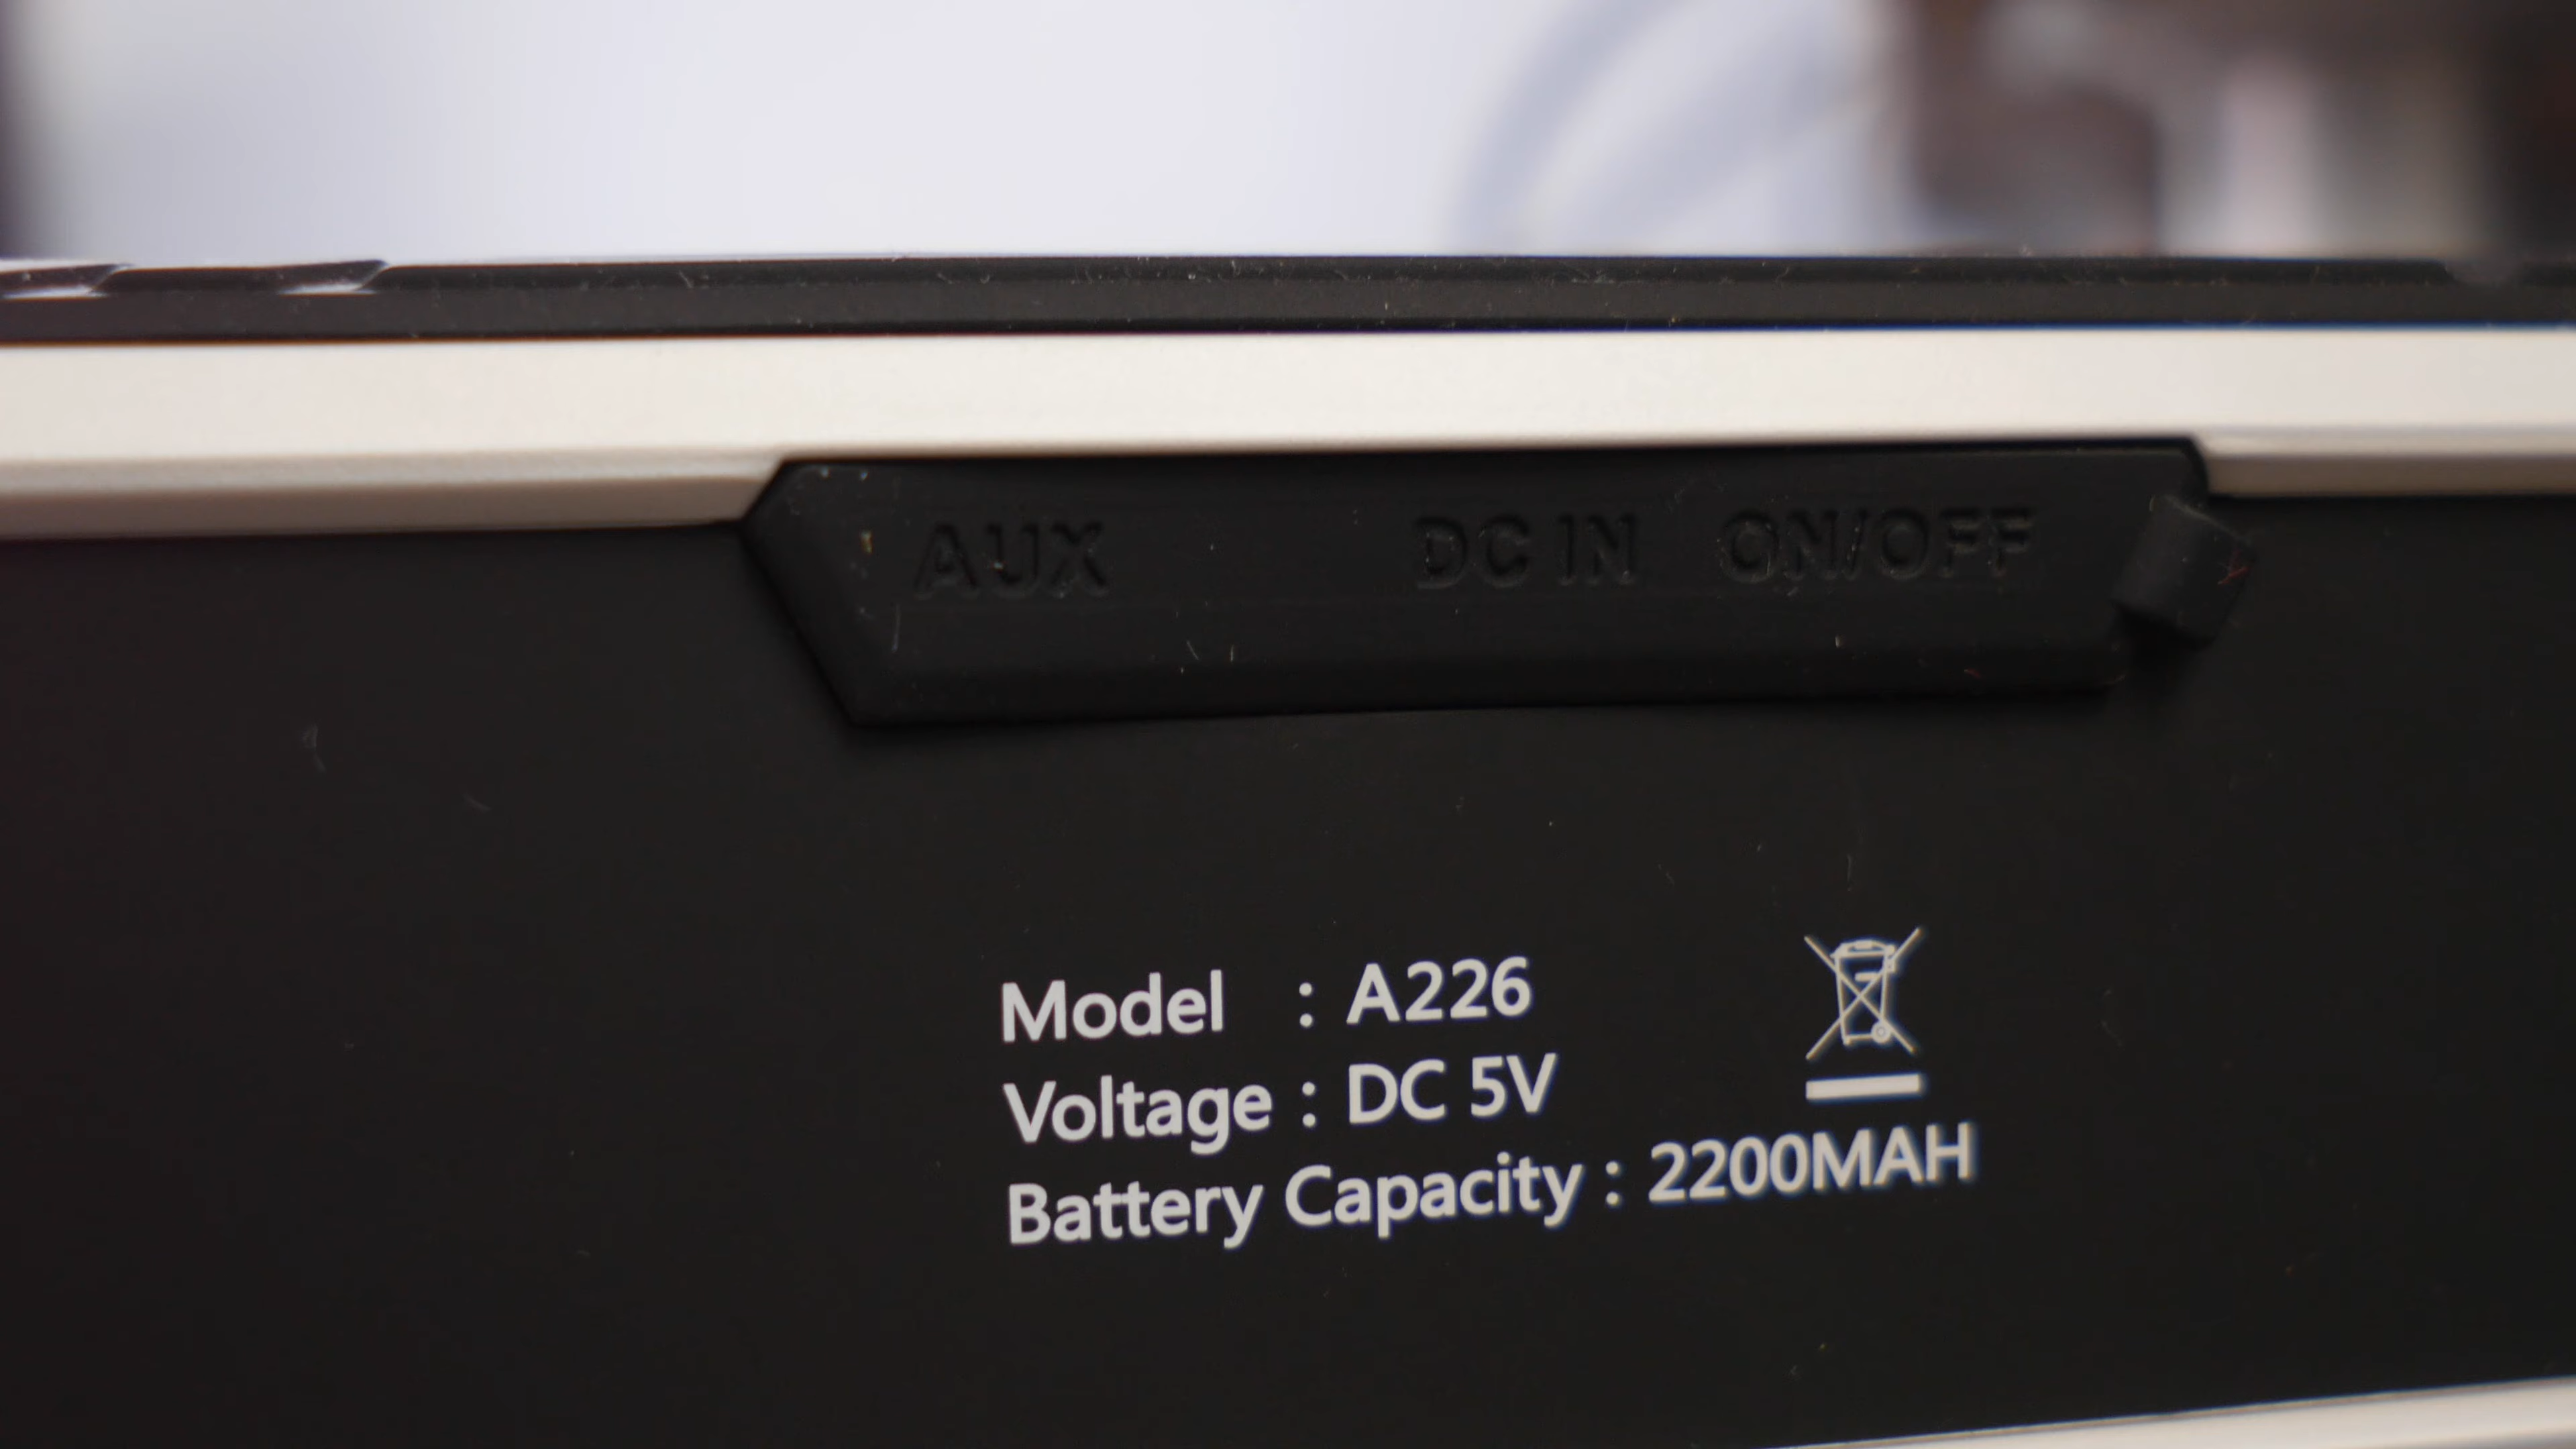 AUX DC IN ON/OFF
Model : A226
Voltage : DC 5V
Battery Capacity : 2200MAH